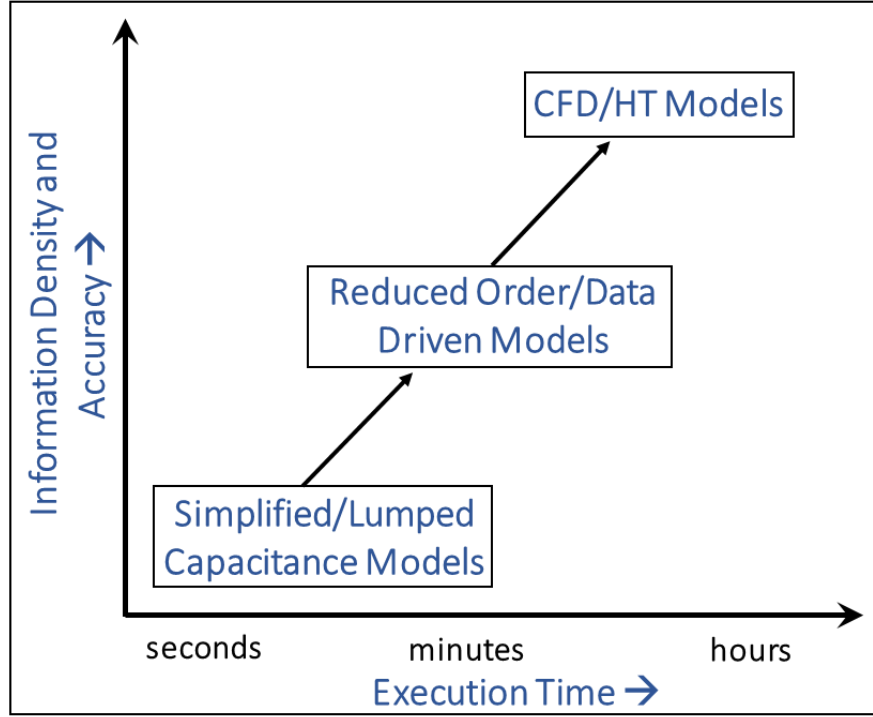 CFD/HT Models
Reduced Order/Data
Driven Models
Simplified/Lumped
Capacitance Models
Information Density and
Accuracy →
seconds minutes hours
Execution Time →